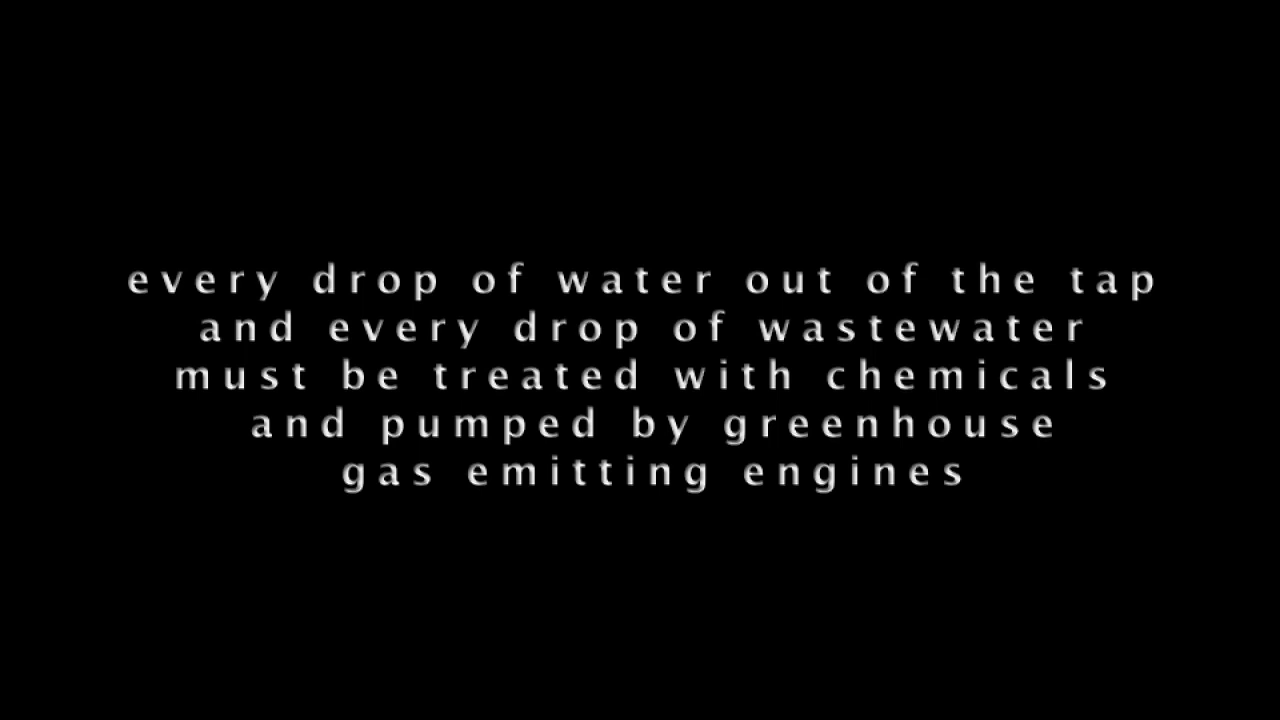 every drop of water out of the tap
and every drop of wastewater
must be treated with chemicals
and pumped by greenhouse
gas emitting engines